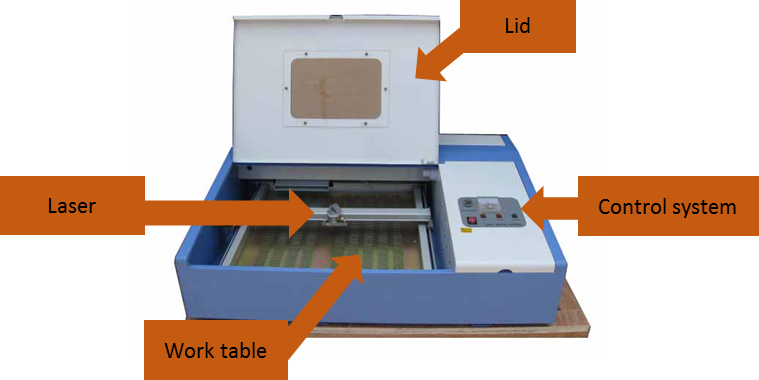 Lid
Laser
Control system
Work table